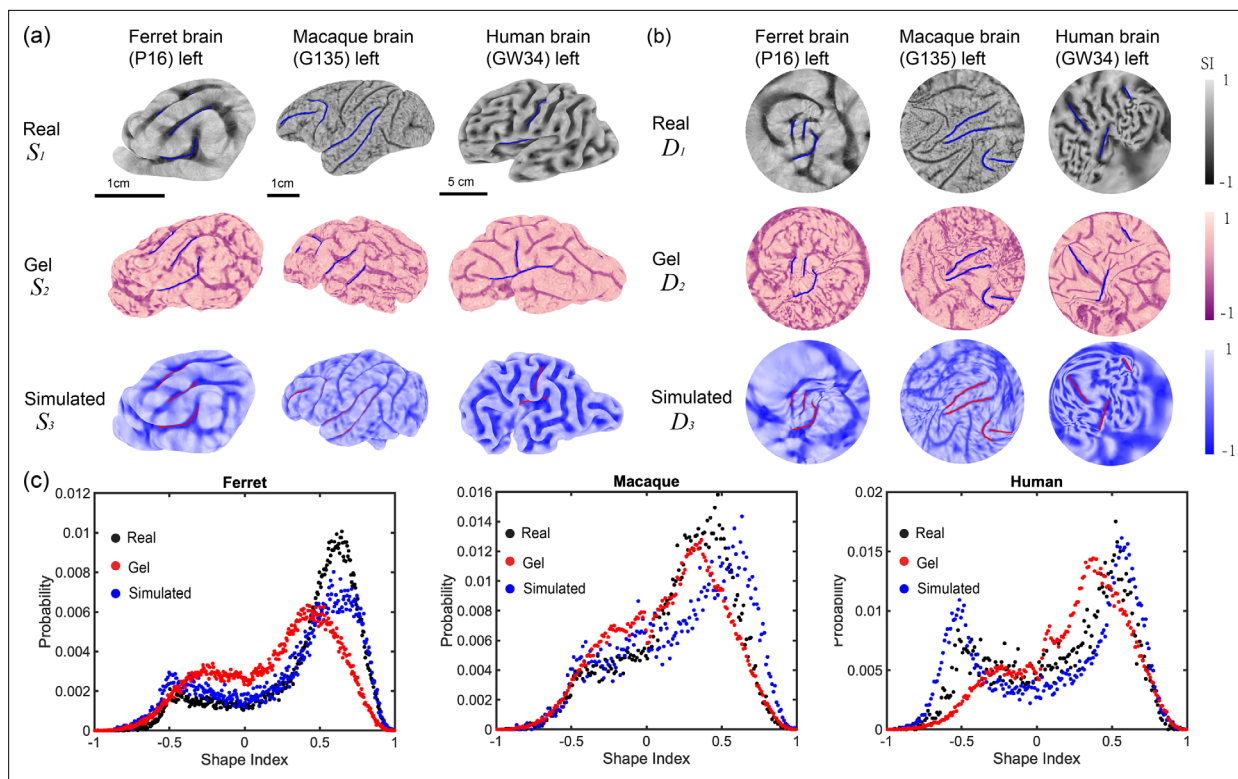 (a)
Ferret brain
(P16) left
Macaque brain
(G135) left
Human brain
(GW34) left
(b)
Ferret brain
(P16) left
Macaque brain
(G135) left
Human brain
(GW34) left
SI
1
-1
Real
S1
1cm
1cm
5 cm
Real
D1
Gel
S2
Gel
D2
1
-1
Simulated
S3
Simulated
D3
1
-1
(c)
Ferret
Probability
0.012
0.01
0.008
0.006
0.004
0.002
0
Real
Gel
Simulated
-1 -0.5 0 0.5 1
Shape Index
Macaque
Probability
0.016
0.014
0.012
0.01
0.008
0.006
0.004
0.002
0
Real
Gel
Simulated
-1 -0.5 0 0.5 1
Shape Index
Human
Probability
0.02
0.015
0.01
0.005
0
Real
Gel
Simulated
-1 -0.5 0 0.5 1
Shape Index